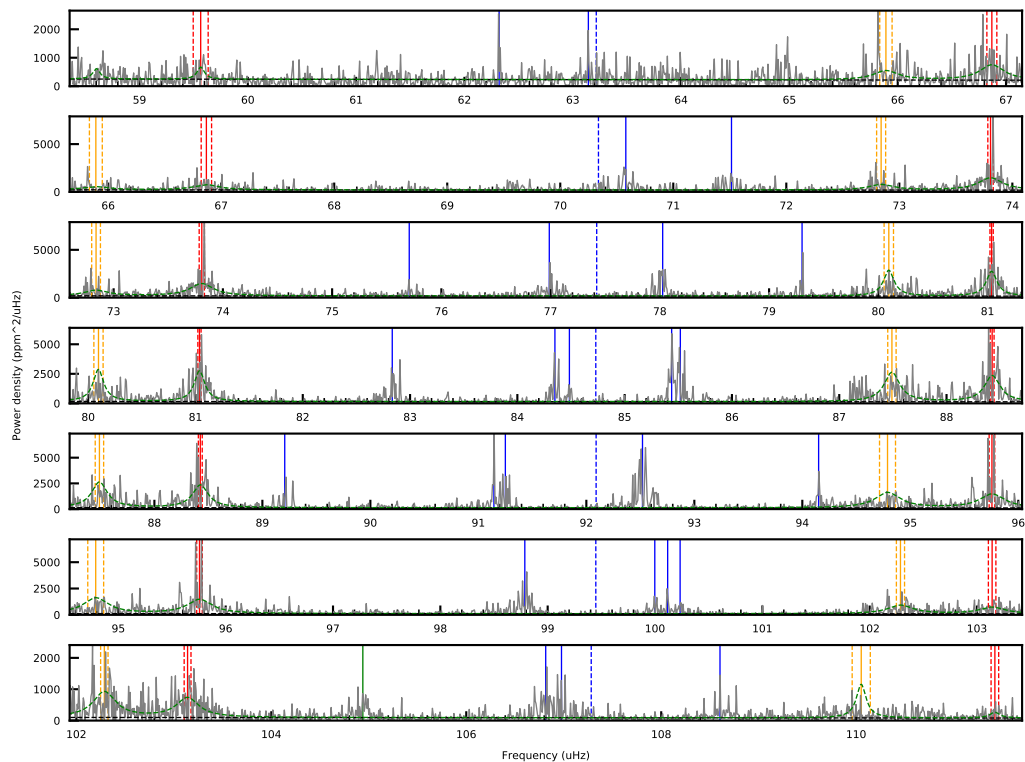 2000
1000
0
59 60 61 62 63 64 65 66 67
5000
0
66 67 68 69 70 71 72 73 74
5000
0
73 74 75 76 77 78 79 80 81
5000
2500
0
80 81 82 83 84 85 86 87 88
Power density (ppm^2/uHz)
5000
2500
0
88 89 90 91 92 93 94 95 96
5000
2500
0
95 96 97 98 99 100 101 102 103
2000
1000
0
102 104 106 108 110
Frequency (uHz)